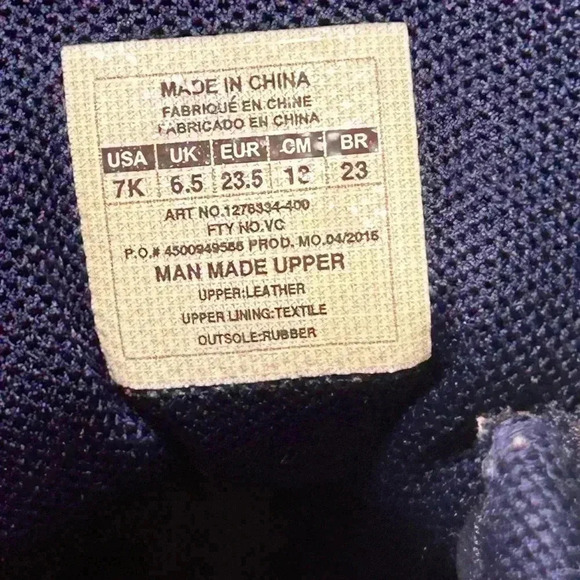 MADE IN CHINA
FABRIQUÉ EN CHINE
FABRICADO EN CHINA
USA UK EUR CM BR
7K 6.5 23.5 13 23
ART NO.1276334-400
FTY NO.VC
P.O.# 4500949566 PROD. MO.04/2016
MAN MADE UPPER
UPPER:LEATHER
UPPER LINING:TEXTILE
OUTSOLE:RUBBER